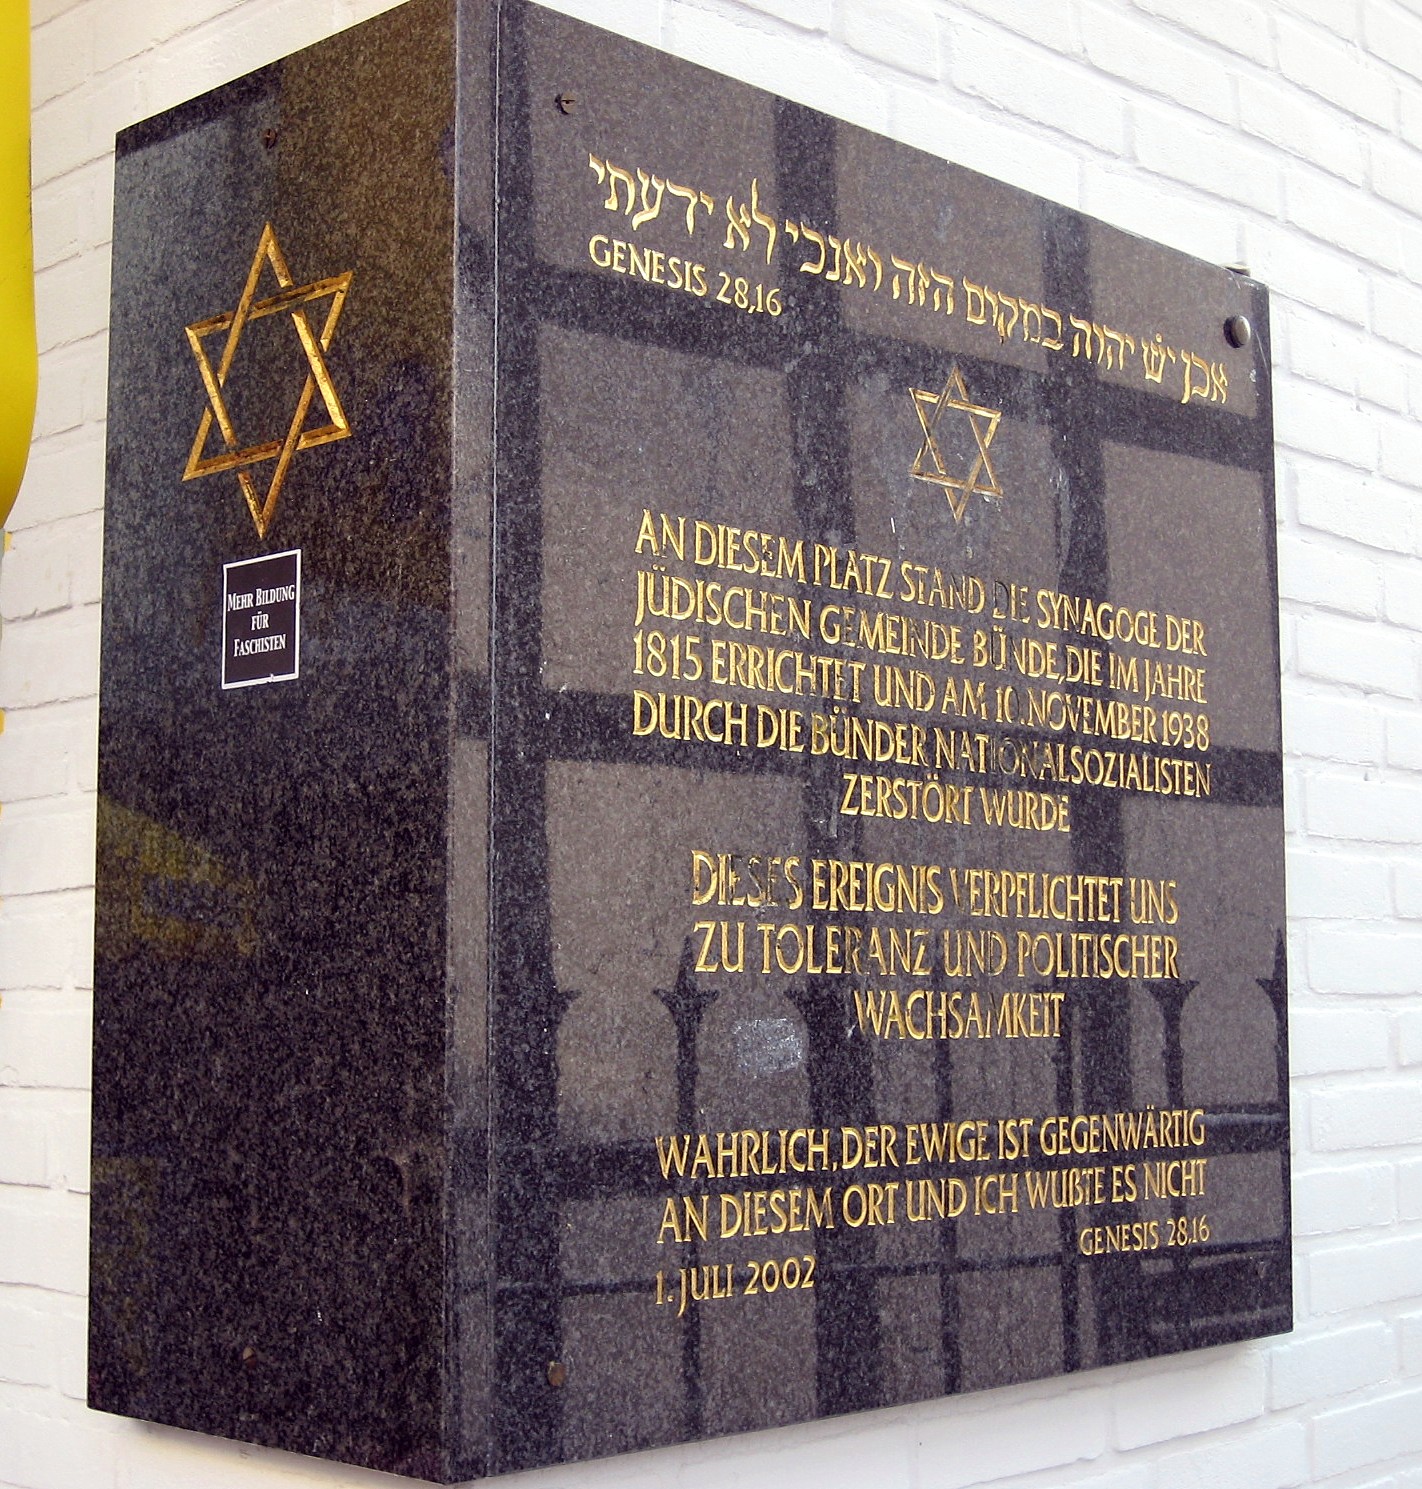 אכן יש יהוה במקום הזה ואנכי לא ידעתי
GENESIS 28,16
AN DIESEM PLATZ STAND DIE SYNAGOGE DER
JÜDISCHEN GEMEINDE BÜNDE, DIE IM JAHRE
1815 ERRICHTET UND AM 10. NOVEMBER 1938
DURCH DIE BÜNDER NATIONALSOZIALISTEN
ZERSTÖRT WURDE
DIESES EREIGNIS VERPFLICHTET UNS
ZU TOLERANZ UND POLITISCHER
WACHSAMKEIT
WAHRLICH, DER EWIGE IST GEGENWÄRTIG
AN DIESEM ORT UND ICH WUßTE ES NICHT
GENESIS 28,16
1. JULI 2002
MEHR BILDUNG
FÜR
FASCHISTEN